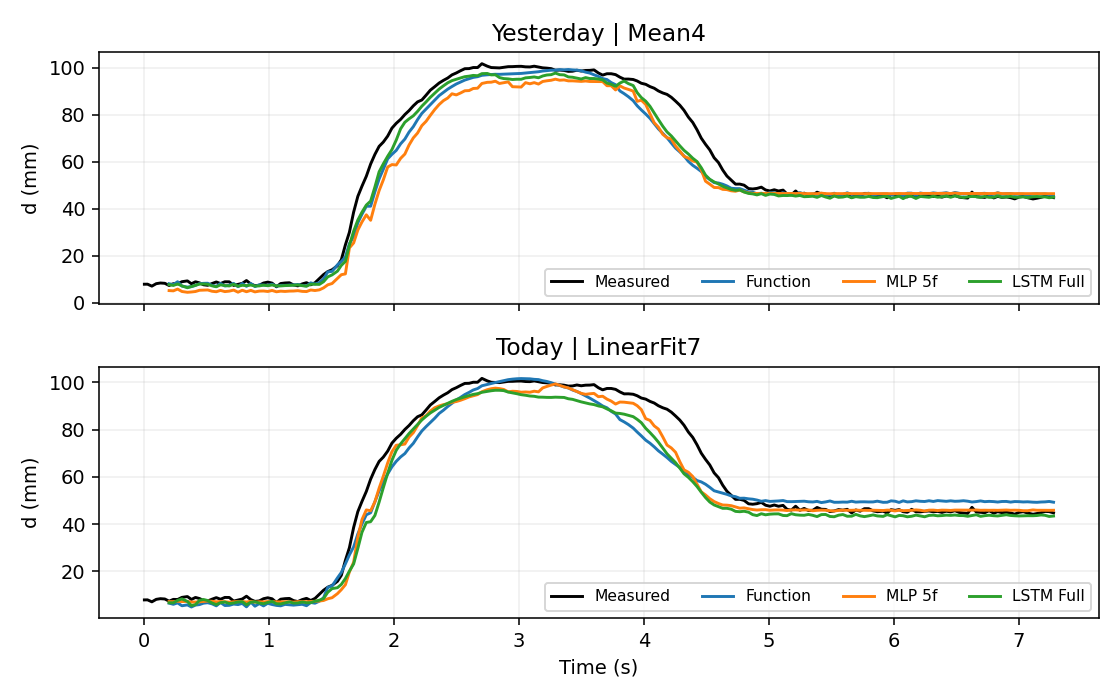 Yesterday | Mean4
100
80
60
40
20
0
d (mm)
Measured Function MLP 5f LSTM Full
Today | LinearFit7
100
80
60
40
20
d (mm)
Measured Function MLP 5f LSTM Full
0 1 2 3 4 5 6 7
Time (s)